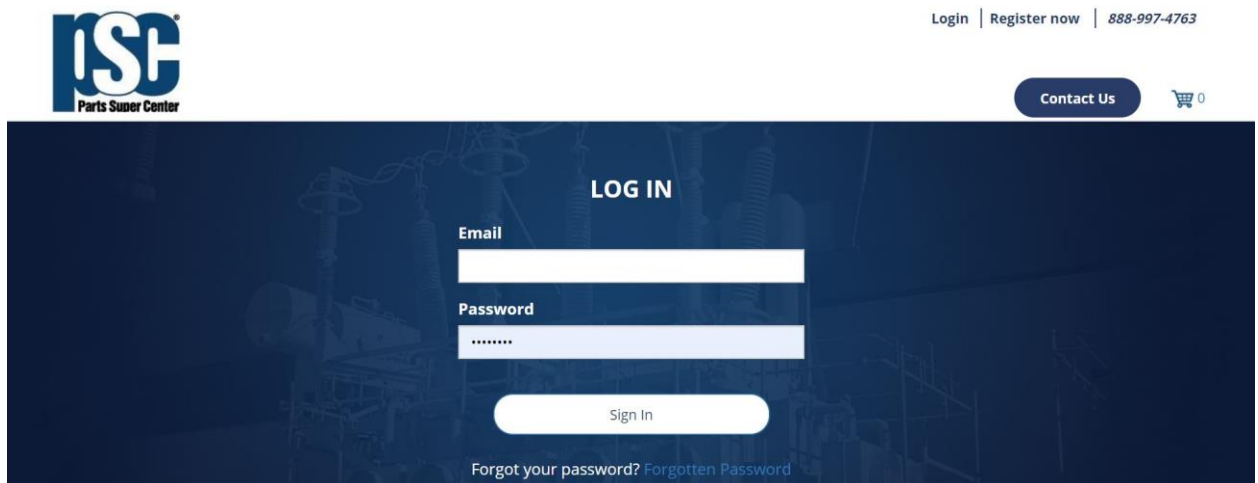 Login | Register now | 888-997-4763
psc®
Parts Super Center
Contact Us 0
LOG IN
Email
Password
••••••••
Sign In
Forgot your password? Forgotten Password